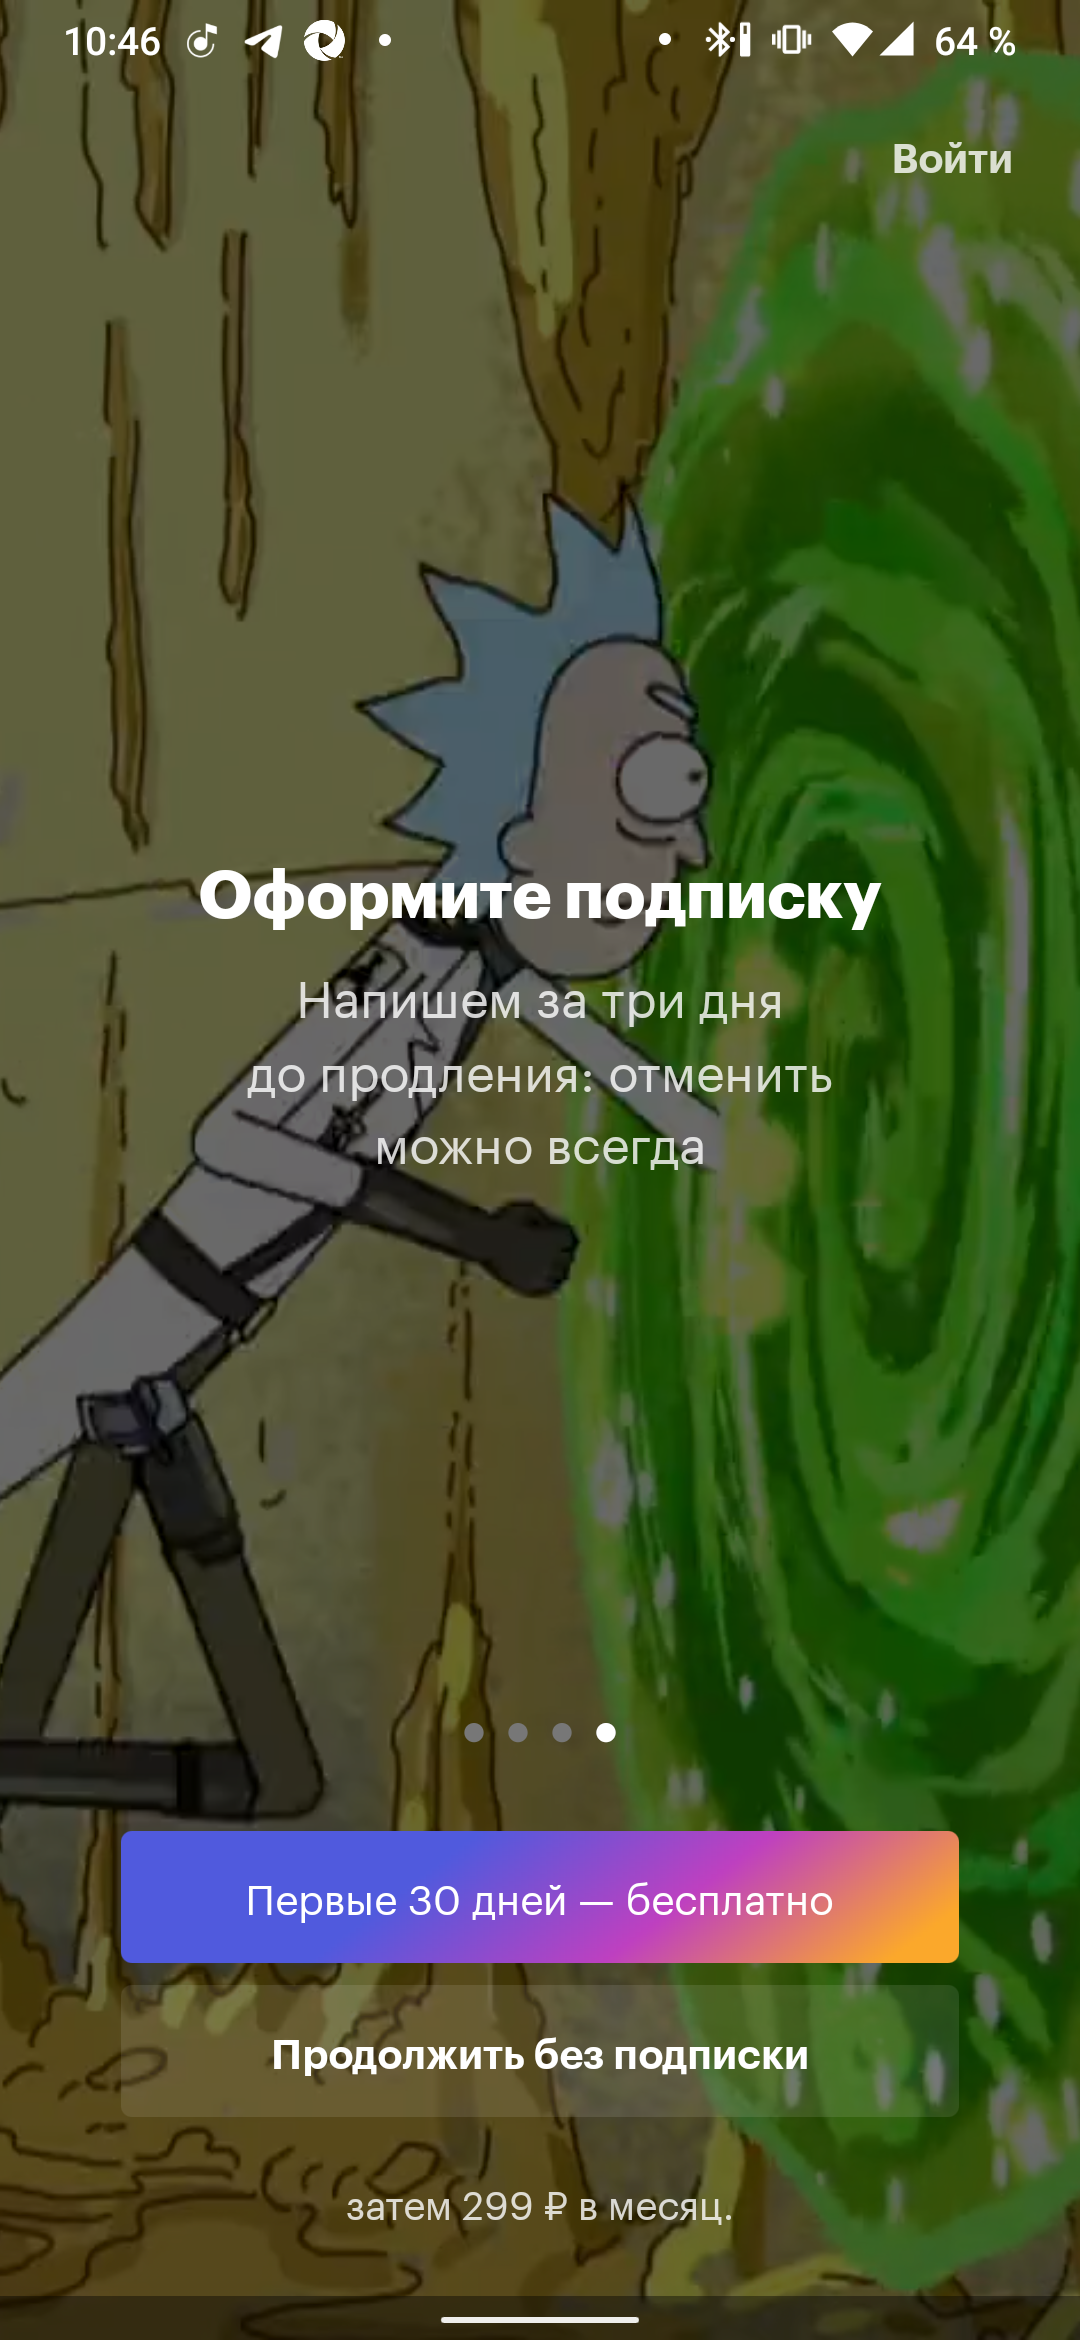 10:46
64 %
Войти
Оформите подписку
Напишем за три дня
до продления: отменить
можно всегда
Первые 30 дней — бесплатно
Продолжить без подписки
затем 299 ₽ в месяц.